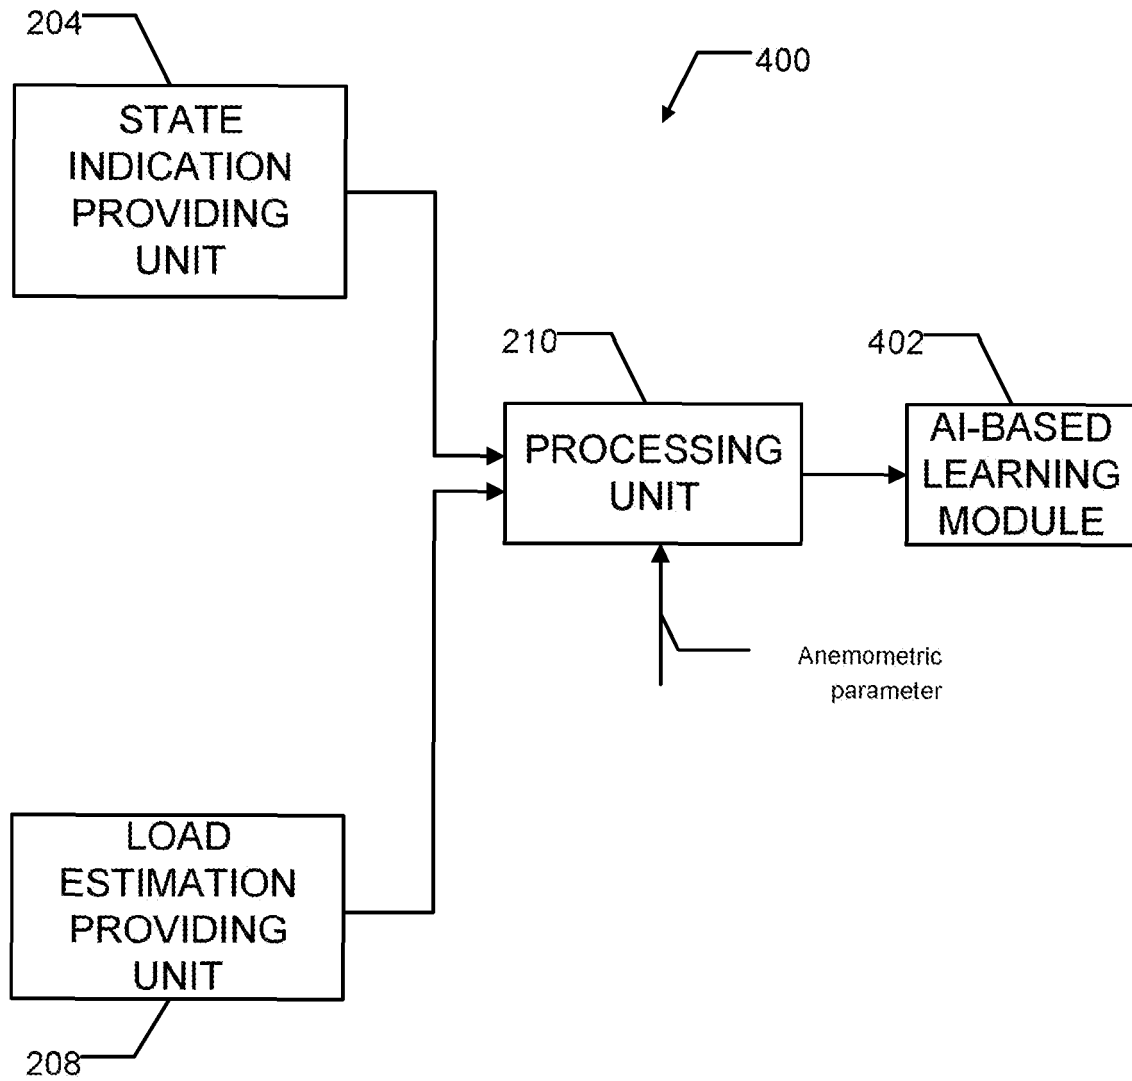 204
400
STATE
INDICATION
PROVIDING
UNIT
210
402
PROCESSING
UNIT
AI-BASED
LEARNING
MODULE
Anemometric
parameter
LOAD
ESTIMATION
PROVIDING
UNIT
208